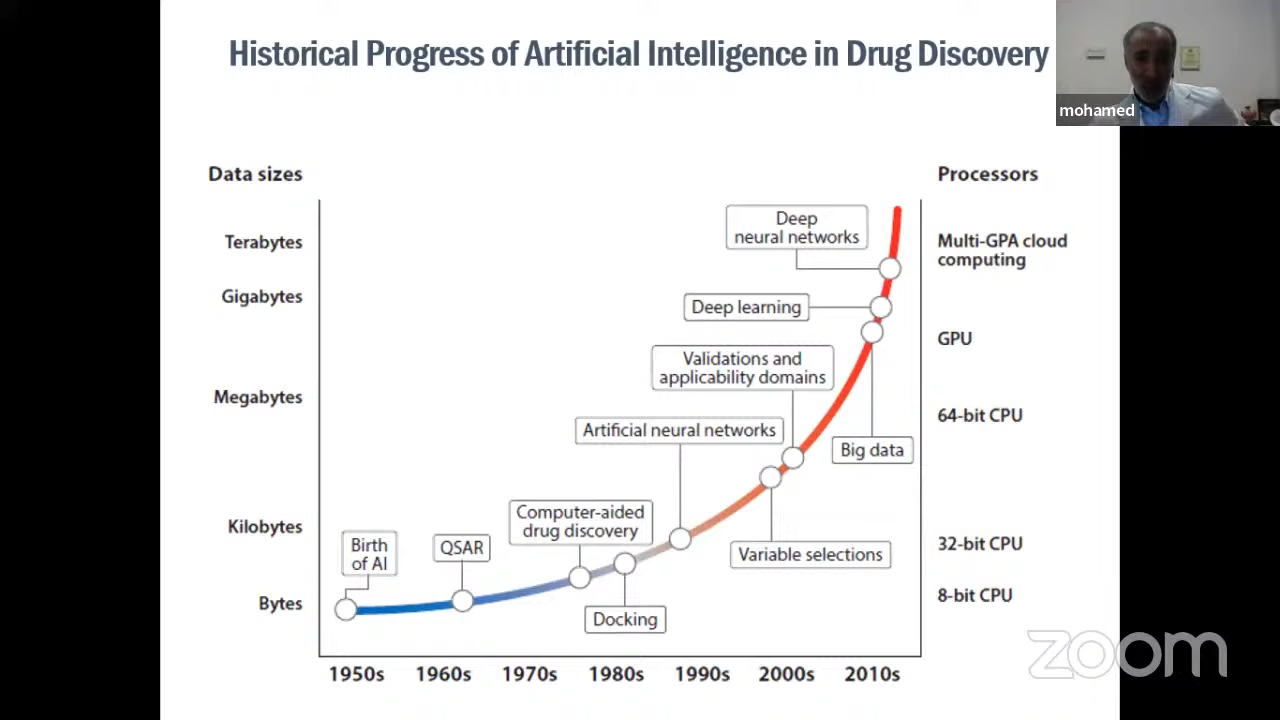 Historical Progress of Artificial Intelligence in Drug Discovery
mohamed
Data sizes
Processors
Terabytes
Gigabytes
Megabytes
Kilobytes
Bytes
Deep
neural networks
Deep learning
Validations and
applicability domains
Artificial neural networks
Big data
Computer-aided
drug discovery
Variable selections
Birth
of AI
QSAR
Docking
Multi-GPA cloud
computing
GPU
64-bit CPU
32-bit CPU
8-bit CPU
1950s 1960s 1970s 1980s 1990s 2000s 2010s
zoom